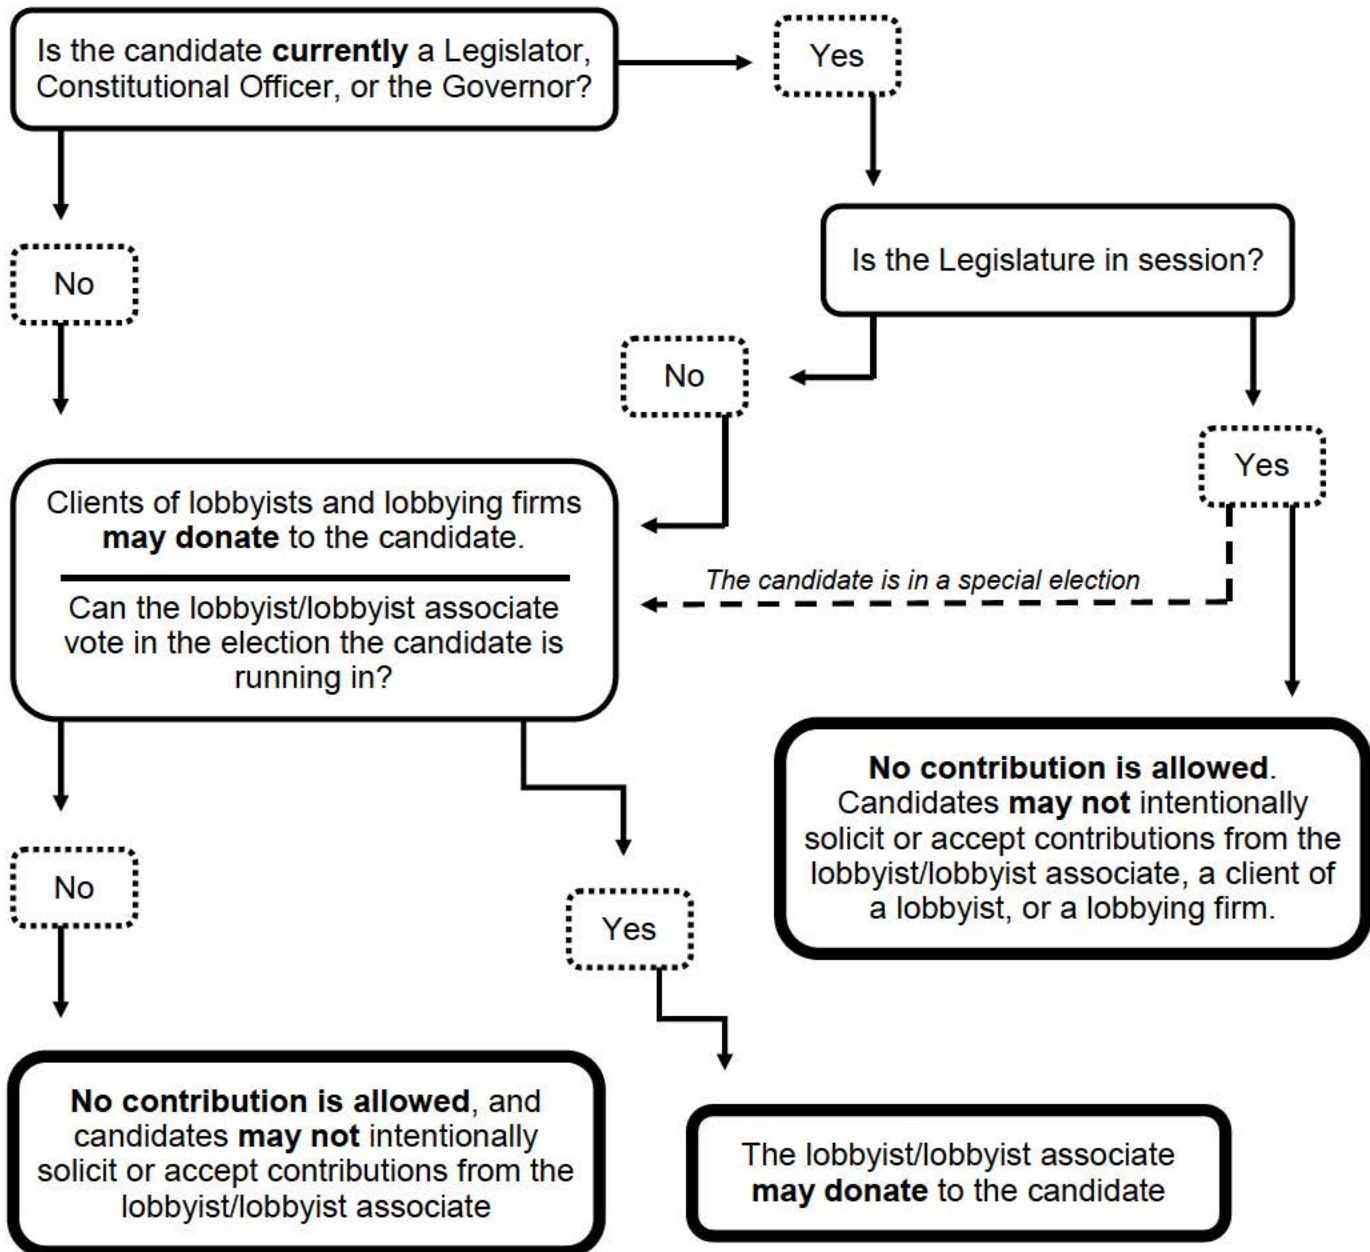 Is the candidate currently a Legislator,
Constitutional Officer, or the Governor?
Yes
Is the Legislature in session?
No
No
Yes
Clients of lobbyists and lobbying firms
may donate to the candidate.
The candidate is in a special election
Can the lobbyist/lobbyist associate
vote in the election the candidate is
running in?
No contribution is allowed.
Candidates may not intentionally
solicit or accept contributions from the
lobbyist/lobbyist associate, a client of
a lobbyist, or a lobbying firm.
No
Yes
No contribution is allowed, and
candidates may not intentionally
solicit or accept contributions from the
lobbyist/lobbyist associate
The lobbyist/lobbyist associate
may donate to the candidate